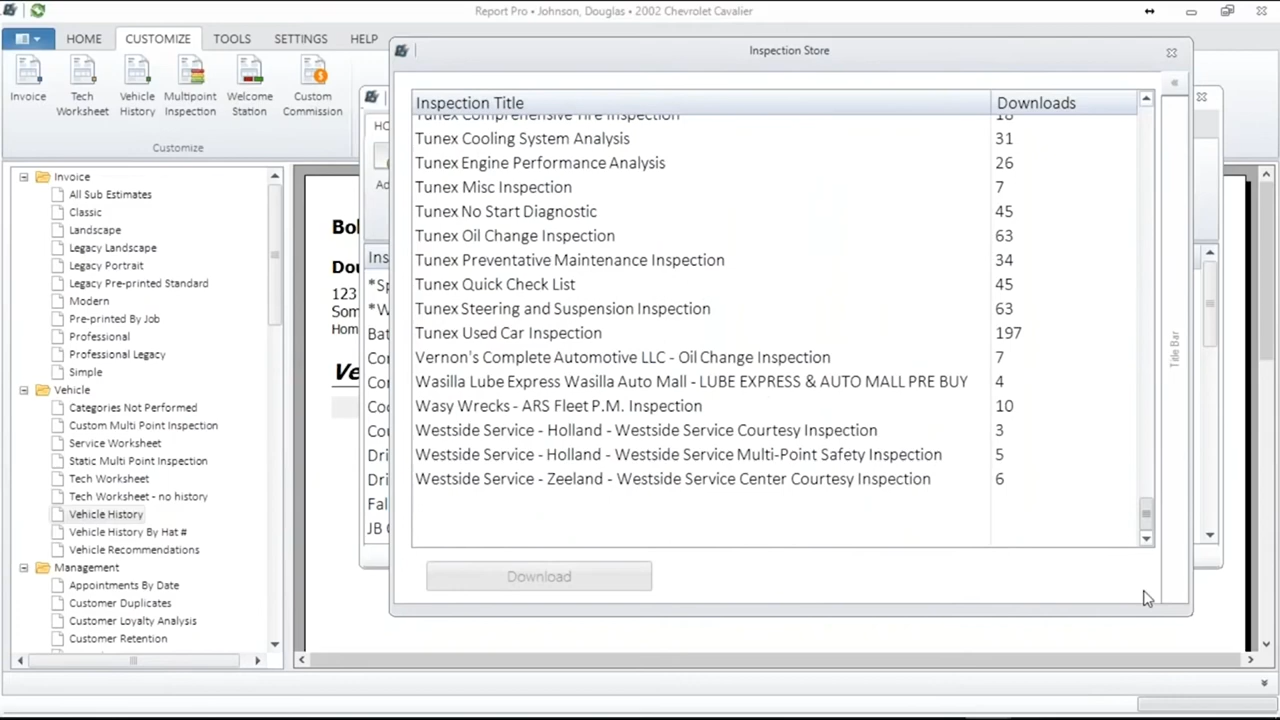 Report Pro • Johnson, Douglas • 2002 Chevrolet Cavalier
HOME
CUSTOMIZE
TOOLS
SETTINGS
HELP
Invoice
Tech Worksheet
Vehicle History
Multipoint Inspection
Welcome Station
Custom Commission
Customize
Invoice
All Sub Estimates
Classic
Landscape
Legacy Landscape
Legacy Portrait
Legacy Pre-printed Standard
Modern
Pre-printed By Job
Professional
Professional Legacy
Simple
Vehicle
Categories Not Performed
Custom Multi Point Inspection
Service Worksheet
Static Multi Point Inspection
Tech Worksheet
Tech Worksheet - no history
Vehicle History
Vehicle History By Hat #
Vehicle Recommendations
Management
Appointments By Date
Customer Duplicates
Customer Loyalty Analysis
Customer Retention
123
Inspection Store
Inspection Title Downloads
Tunex Comprehensive Tire Inspection 18
Tunex Cooling System Analysis 31
Tunex Engine Performance Analysis 26
Tunex Misc Inspection 7
Tunex No Start Diagnostic 45
Tunex Oil Change Inspection 63
Tunex Preventative Maintenance Inspection 34
Tunex Quick Check List 45
Tunex Steering and Suspension Inspection 63
Tunex Used Car Inspection 197
Vernon's Complete Automotive LLC - Oil Change Inspection 7
Wasilla Lube Express Wasilla Auto Mall - LUBE EXPRESS & AUTO MALL PRE BUY 4
Wasy Wrecks - ARS Fleet P.M. Inspection 10
Westside Service - Holland - Westside Service Courtesy Inspection 3
Westside Service - Holland - Westside Service Multi-Point Safety Inspection 5
Westside Service - Zeeland - Westside Service Center Courtesy Inspection 6
Download
Title Bar